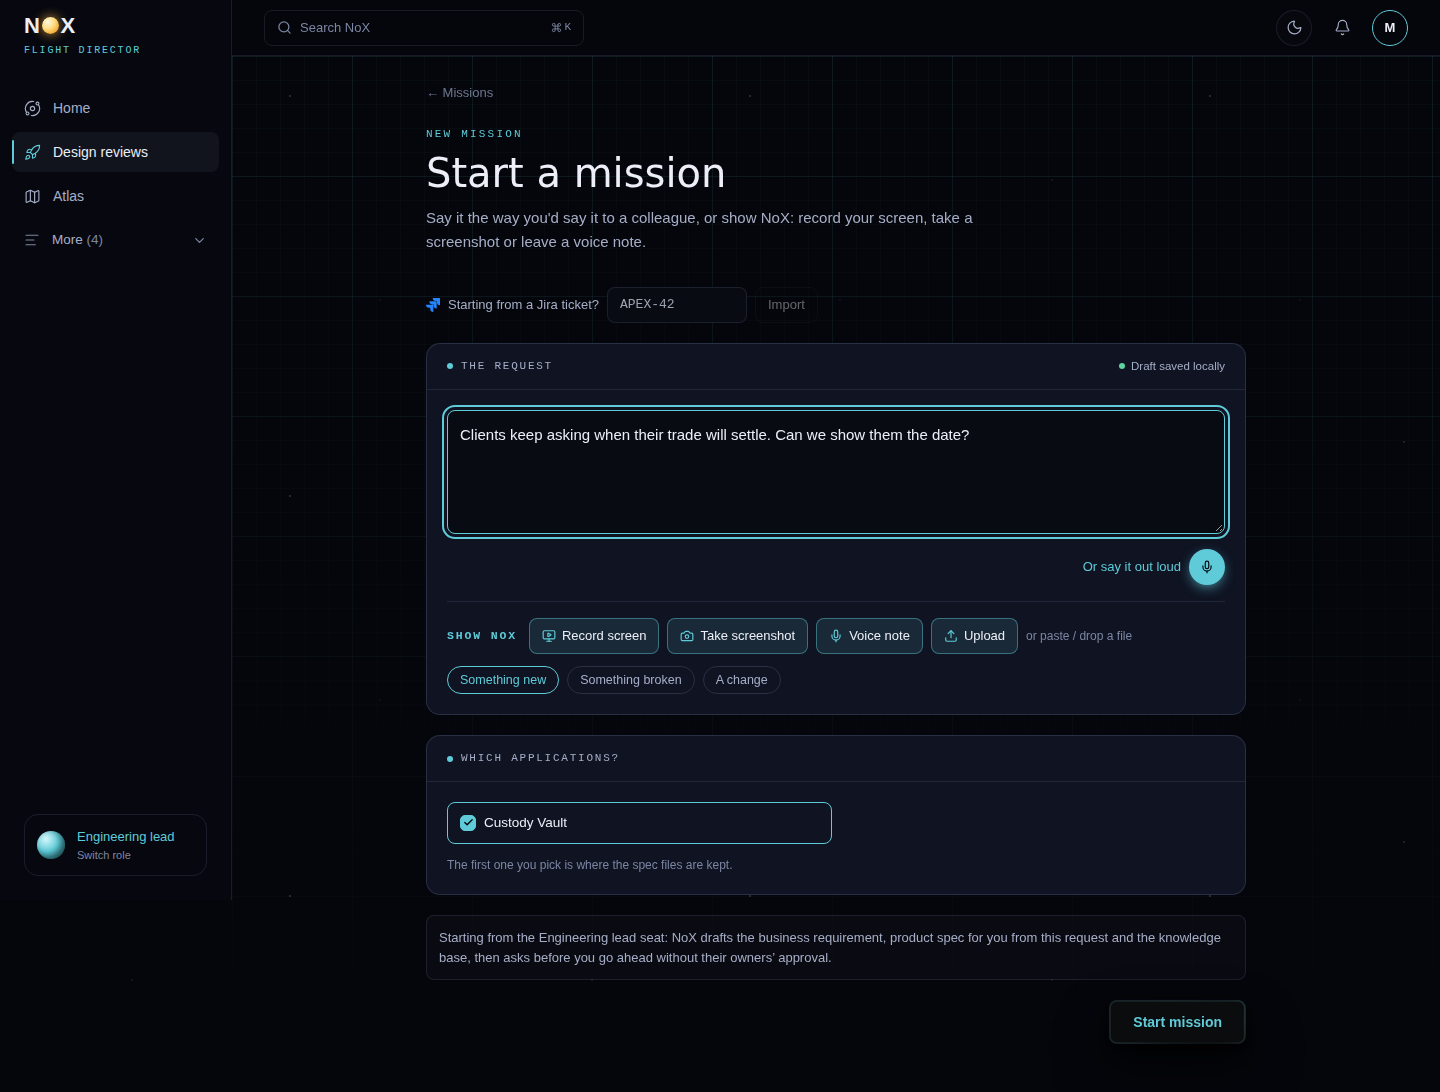 NOX
FLIGHT DIRECTOR
Search NoX
⌘K
M
Home
Design reviews
Atlas
More (4)
← Missions
NEW MISSION
Start a mission
Say it the way you'd say it to a colleague, or show NoX: record your screen, take a
screenshot or leave a voice note.
Starting from a Jira ticket?
APEX-42
Import
THE REQUEST
Draft saved locally
Clients keep asking when their trade will settle. Can we show them the date?
Or say it out loud
SHOW NOX
Record screen
Take screenshot
Voice note
Upload
or paste / drop a file
Something new
Something broken
A change
WHICH APPLICATIONS?
Custody Vault
The first one you pick is where the spec files are kept.
Engineering lead
Switch role
Starting from the Engineering lead seat: NoX drafts the business requirement, product spec for you from this request and the knowledge
base, then asks before you go ahead without their owners' approval.
Start mission